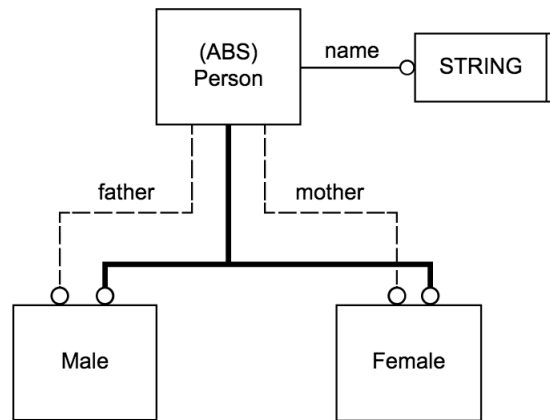 (ABS)
Person
name
STRING
father
mother
Male
Female